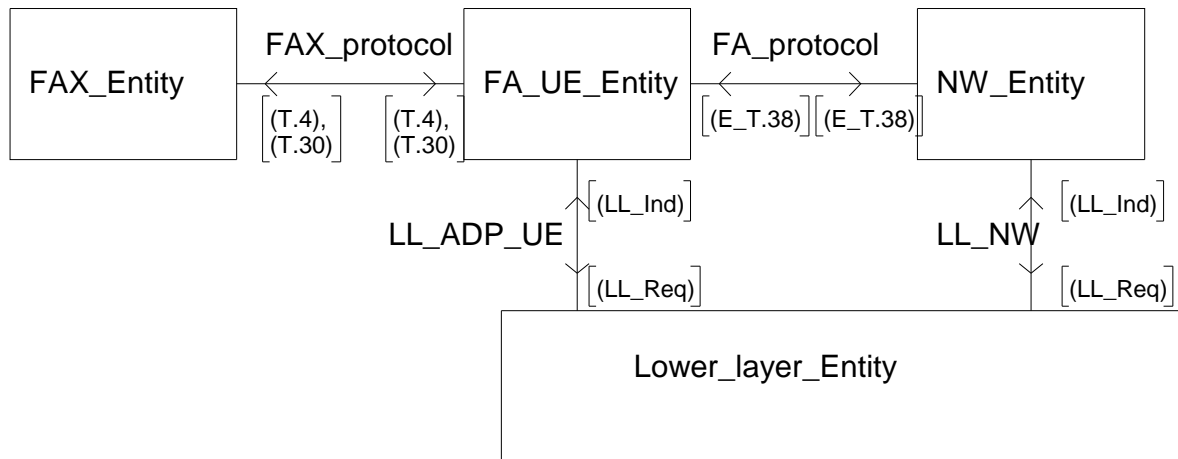 FAX_protocol
FA_protocol
FAX_Entity
FA_UE_Entity
NW_Entity
(T.4),
(T.30)
(T.4),
(T.30)
(E_T.38)
(E_T.38)
(LL_Ind)
(LL_Ind)
LL_ADP_UE
LL_NW
(LL_Req)
(LL_Req)
Lower_layer_Entity